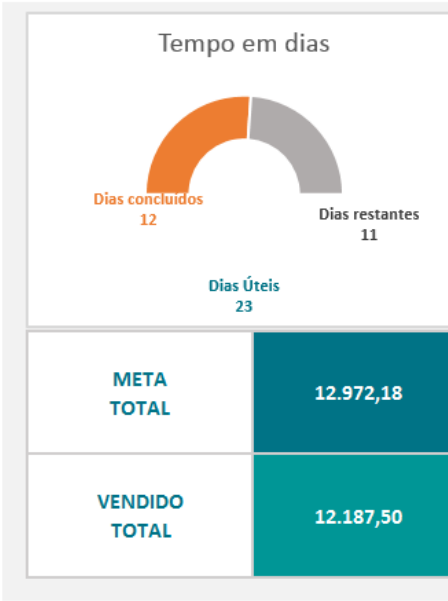 Tempo em dias
Dias concluídos
12
Dias restantes
11
Dias Úteis
23
META
TOTAL
12.972,18
VENDIDO
TOTAL
12.187,50